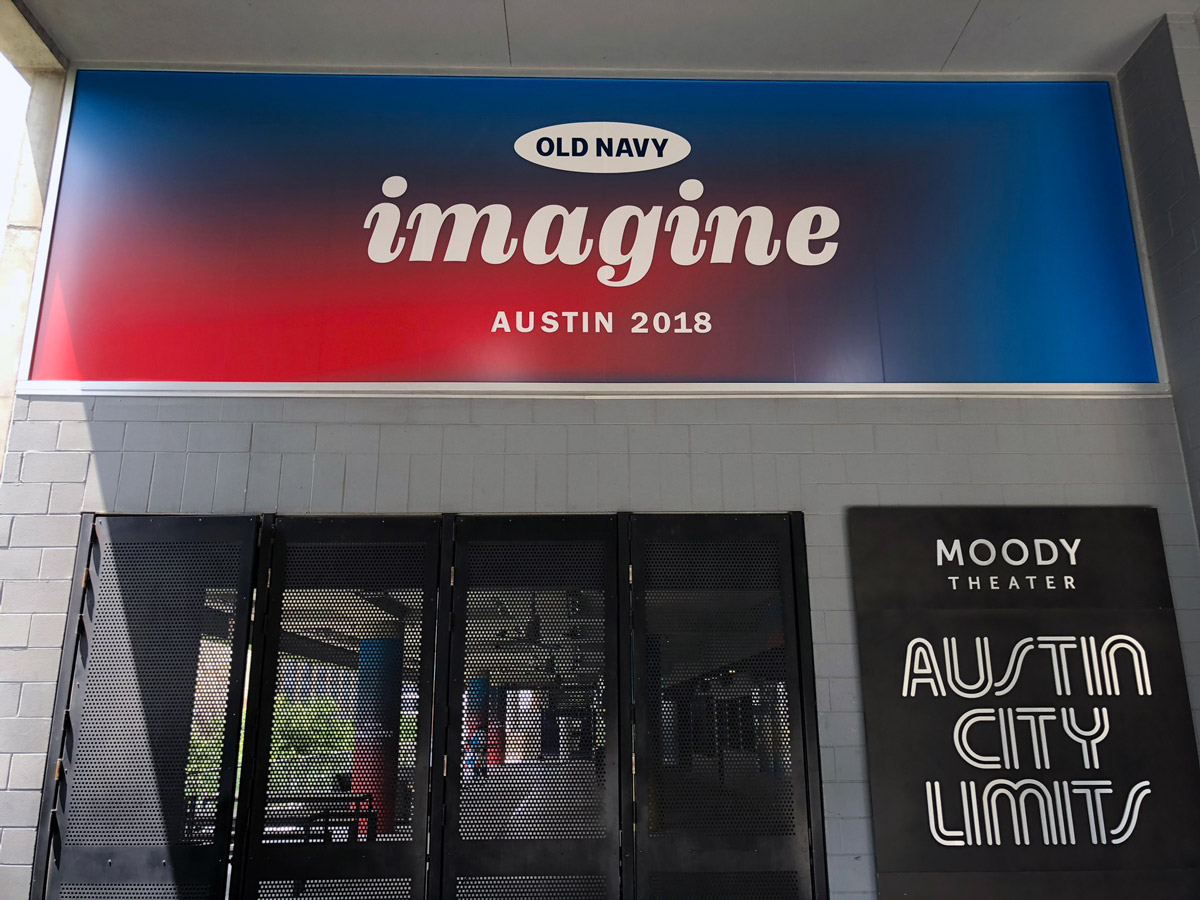 OLD NAVY
imagine
AUSTIN 2018
MOODY
THEATER
AUSTIN
CITY
LIMITS